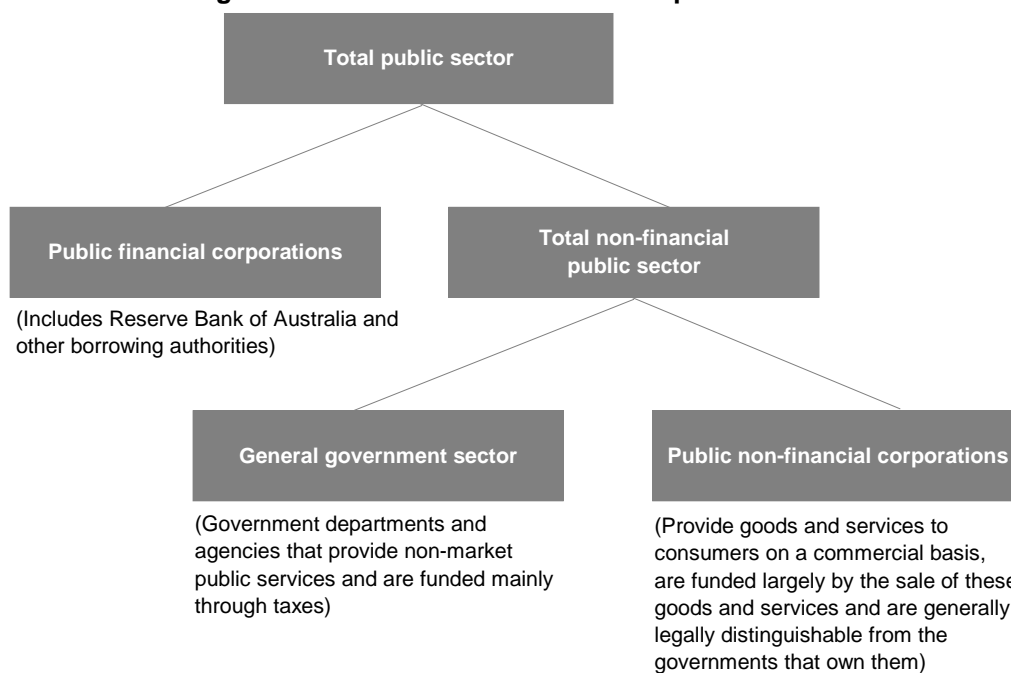 Total public sector
Public financial corporations
Total non-financial
public sector
(Includes Reserve Bank of Australia and
other borrowing authorities)
General government sector
Public non-financial corporations
(Government departments and
agencies that provide non-market
public services and are funded mainly
through taxes)
(Provide goods and services to
consumers on a commercial basis,
are funded largely by the sale of these
goods and services and are generally
legally distinguishable from the
governments that own them)